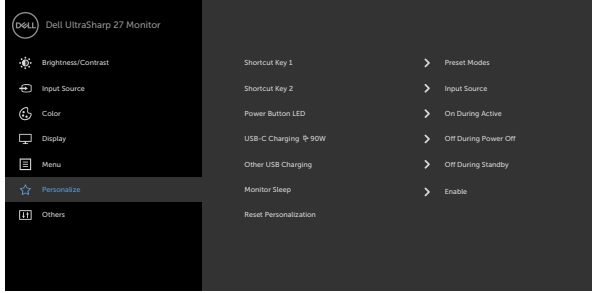 DELL Dell UltraSharp 27 Monitor
Brightness/Contrast
Input Source
Color
Display
Menu
Personalize
Others
Shortcut Key 1 > Preset Modes
Shortcut Key 2 > Input Source
Power Button LED > On During Active
USB-C Charging 90W > Off During Power Off
Other USB Charging > Off During Standby
Monitor Sleep > Enable
Reset Personalization